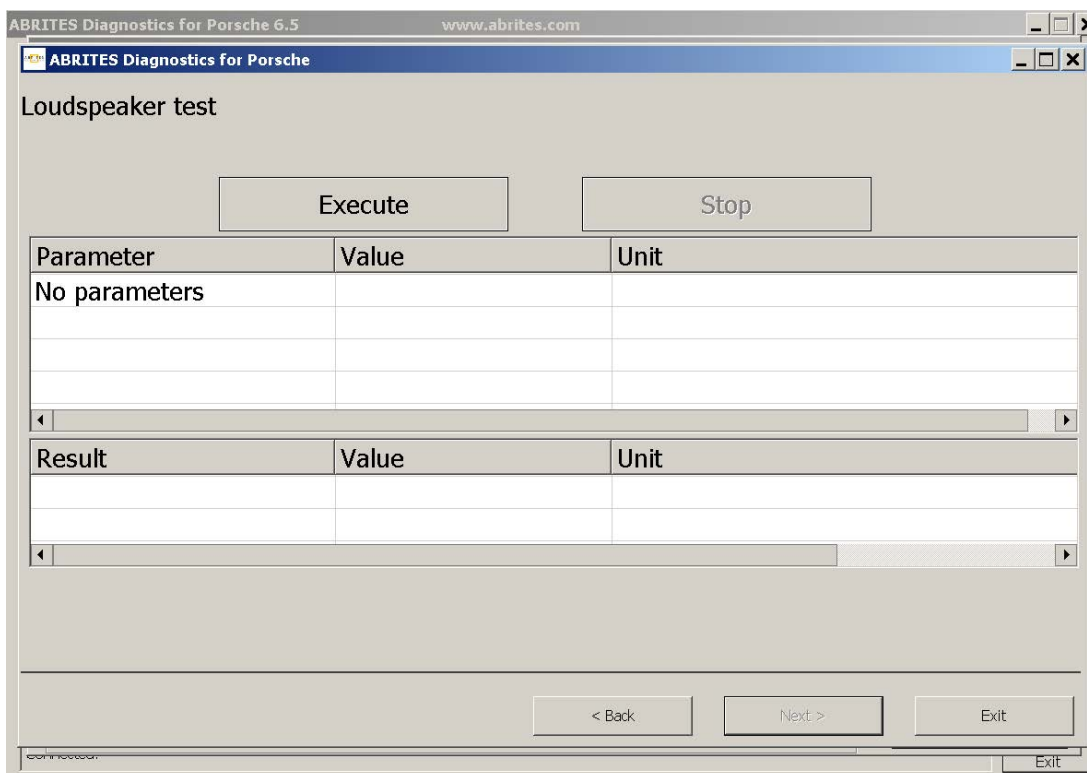 ABRITES Diagnostics for Porsche 6.5 www.abrites.com
ABRITES Diagnostics for Porsche
Loudspeaker test
Execute Stop
Parameter Value Unit
No parameters
Result Value Unit
< Back Next > Exit
Exit